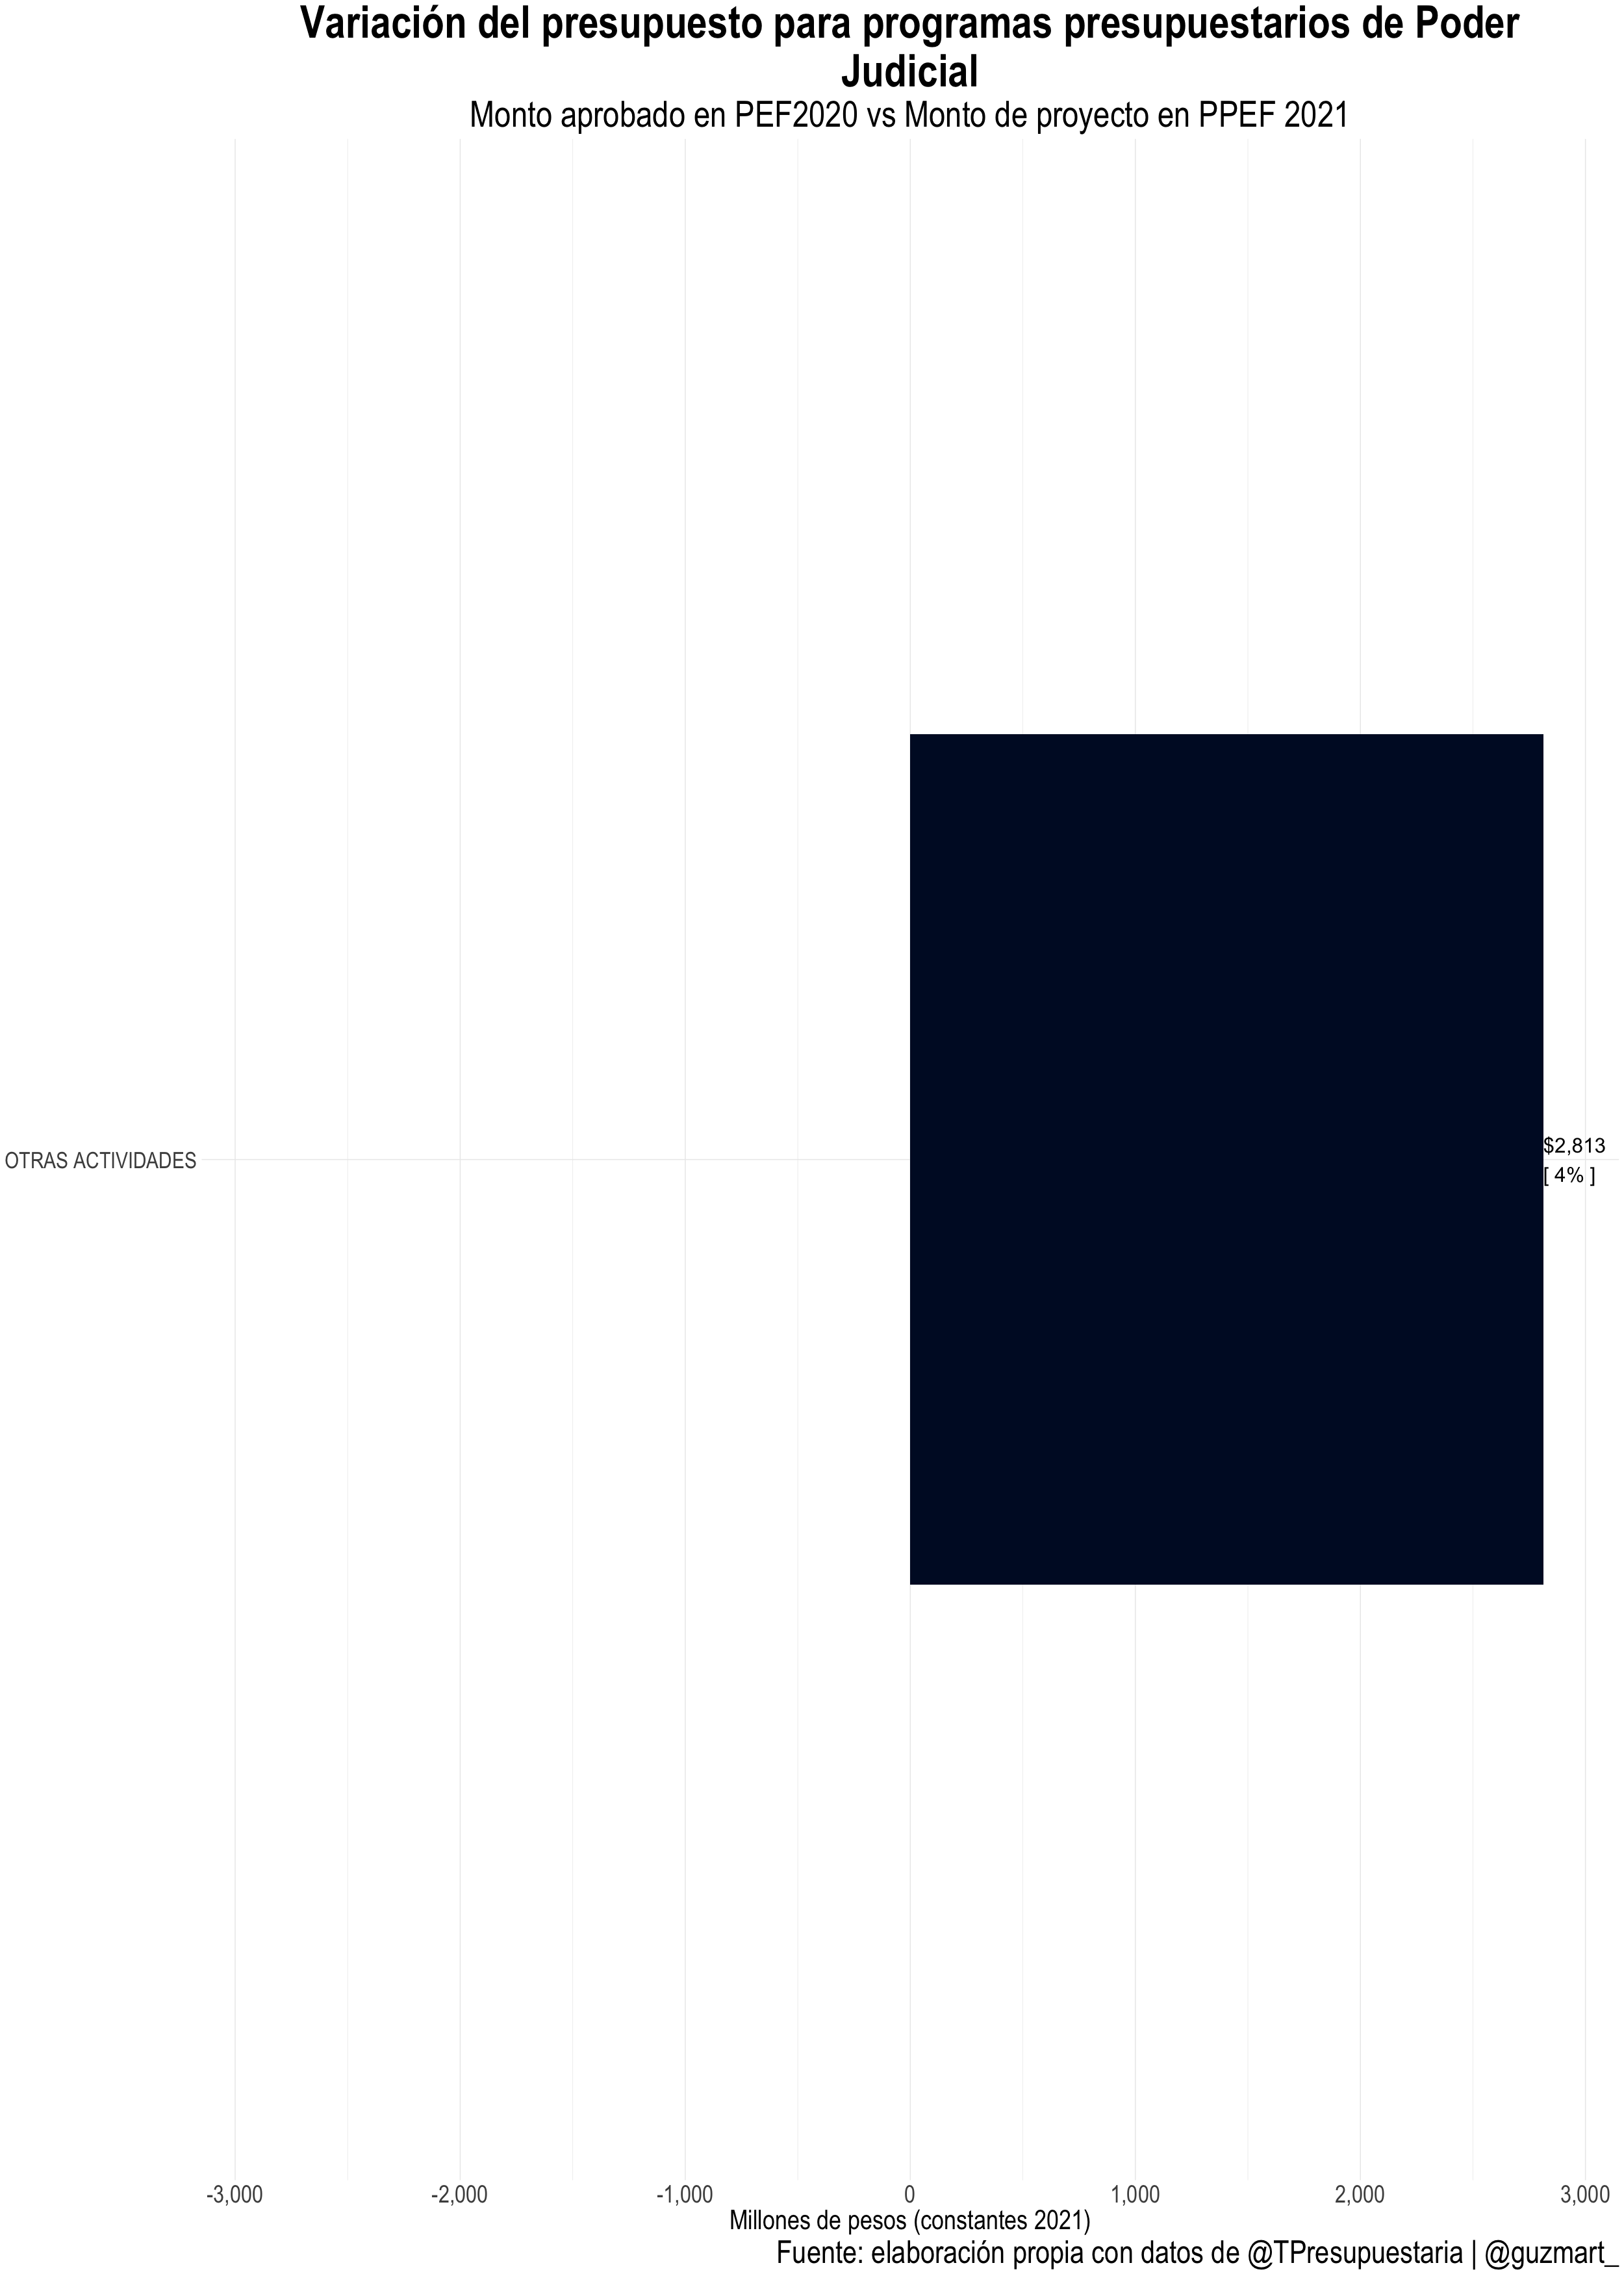 Variación del presupuesto para programas presupuestarios de Poder
Judicial
Monto aprobado en PEF2020 vs Monto de proyecto en PPEF 2021
OTRAS ACTIVIDADES
$2,813
[ 4% ]
-3,000 -2,000 -1,000 0 1,000 2,000 3,000
Millones de pesos (constantes 2021)
Fuente: elaboración propia con datos de @TPresupuestaria | @guzmart_